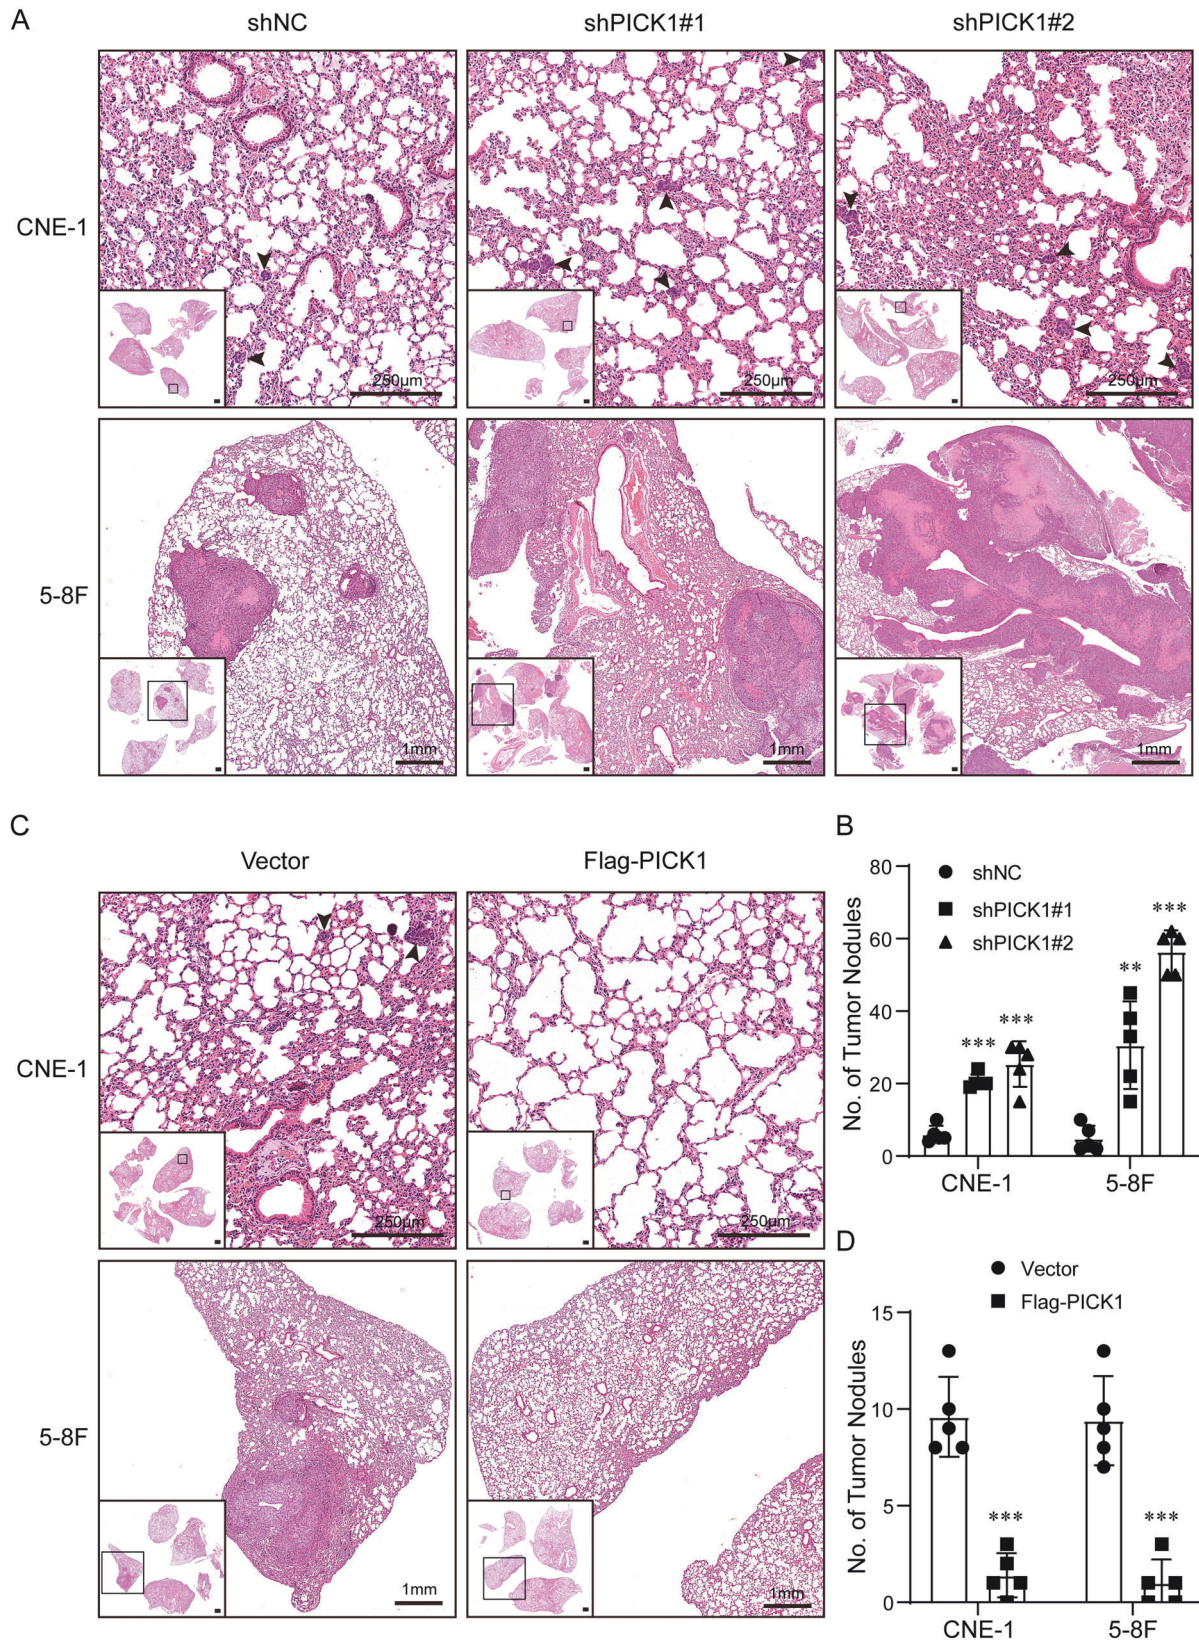 A
shNC
shPICK1#1
shPICK1#2
CNE-1
250µm
250µm
250µm
5-8F
1mm
1mm
1mm
C
Vector
Flag-PICK1
CNE-1
250µm
250µm
5-8F
1mm
1mm
B
No. of Tumor Nodules
80
60
40
20
0
shNC
shPICK1#1
shPICK1#2
***
***
**
***
CNE-1
5-8F
D
Vector
Flag-PICK1
No. of Tumor Nodules
15
10
5
0
***
***
CNE-1
5-8F